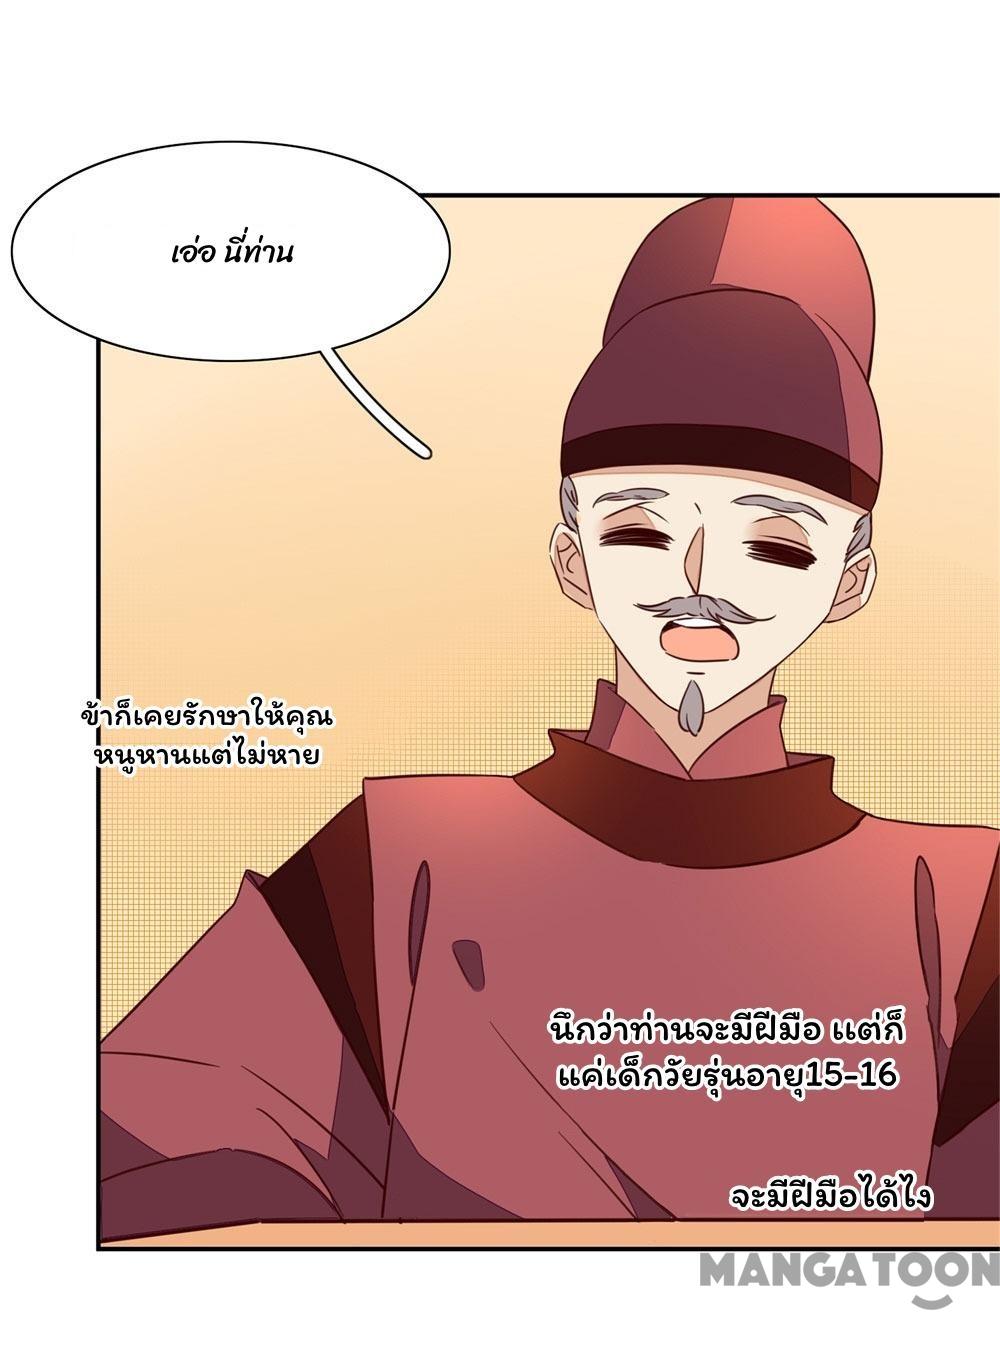 เอ่อ นี่ท่าน
ข้าก็เคยรักษาให้คุณ
หนูหานแต่ไม่หาย
นึกว่าท่านจะมีฝีมือ แต่ก็
แค่เด็กวัยรุ่นอายุ15-16
จะมีฝีมือได้ไง
MANGATOON